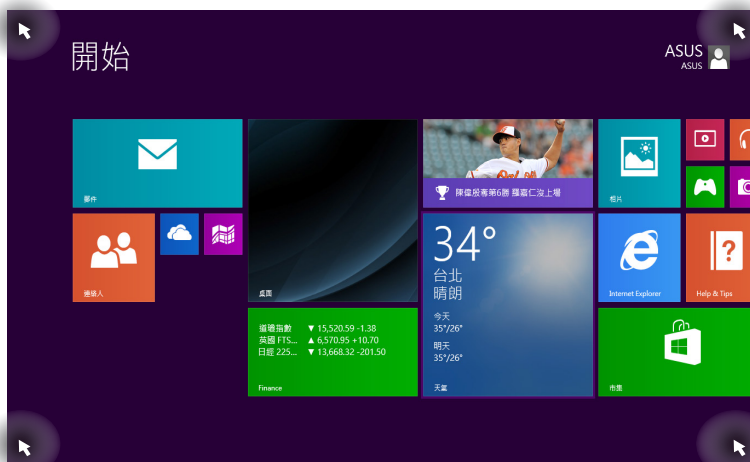 開始
ASUS
ASUS
郵件
連絡人
桌面
道瓊指數 ▼ 15,520.59 -1.38
英國 FTS... ▲ 6,570.95 +10.70
日經 225... ▼ 13,668.32 -201.50
Finance
陳偉殷奪第6勝 羅嘉仁沒上場
34°
台北
晴朗
今天
35°/26°
明天
35°/26°
天氣
相片
Internet Explorer
Help & Tips
市集